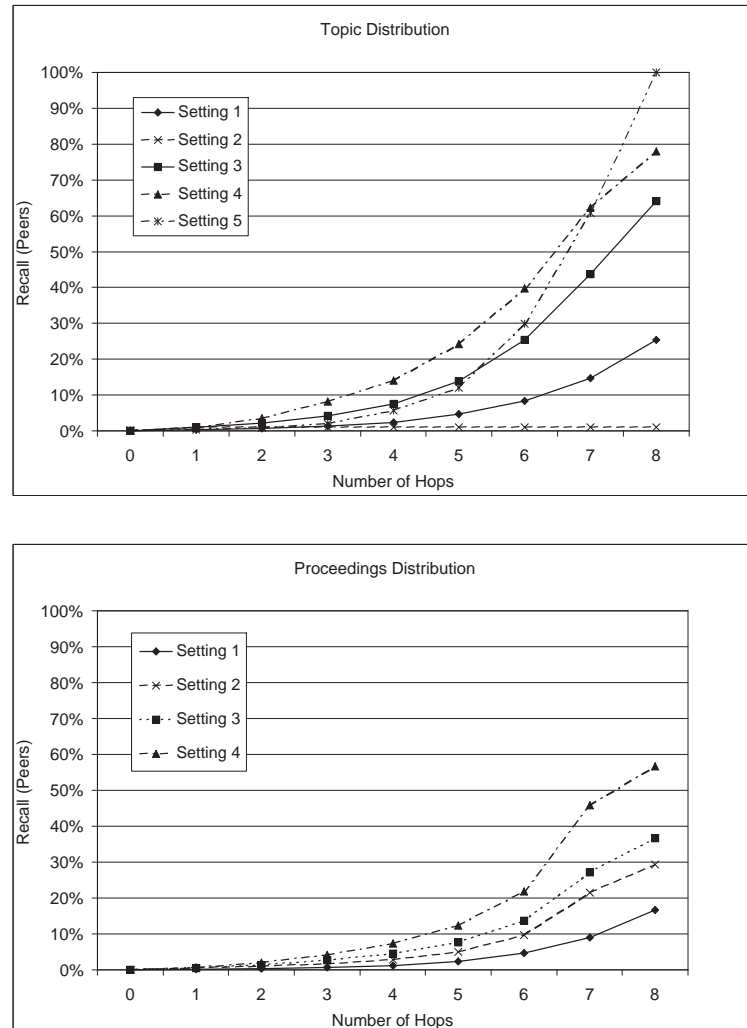 Topic Distribution
100%
90%
80%
70%
60%
50%
40%
30%
20%
10%
0%
Recall (Peers)
Setting 1
Setting 2
Setting 3
Setting 4
Setting 5
0 1 2 3 4 5 6 7 8
Number of Hops
Proceedings Distribution
100%
90%
80%
70%
60%
50%
40%
30%
20%
10%
0%
Recall (Peers)
Setting 1
Setting 2
Setting 3
Setting 4
0 1 2 3 4 5 6 7 8
Number of Hops